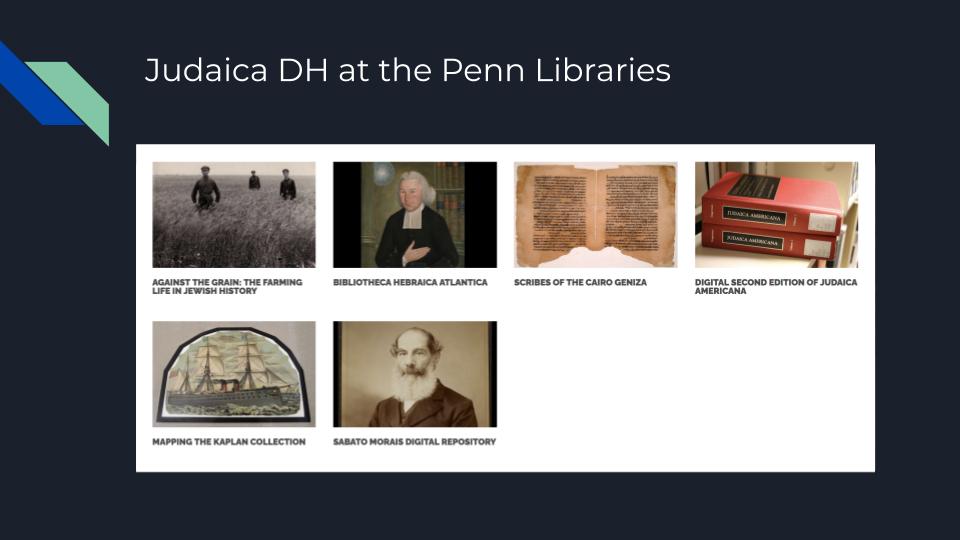 Judaica DH at the Penn Libraries
JUDAICA AMERICANA
JUDAICA AMERICANA
AGAINST THE GRAIN: THE FARMING
LIFE IN JEWISH HISTORY
BIBLIOTHECA HEBRAICA ATLANTICA
SCRIBES OF THE CAIRO GENIZA
DIGITAL SECOND EDITION OF JUDAICA
AMERICANA
MAPPING THE KAPLAN COLLECTION
SABATO MORAIS DIGITAL REPOSITORY